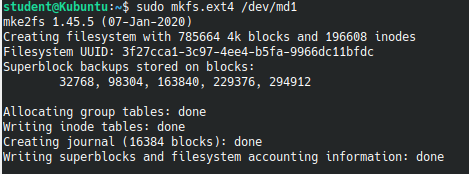 student@Kubuntu:~$ sudo mkfs.ext4 /dev/md1
mke2fs 1.45.5 (07-Jan-2020)
Creating filesystem with 785664 4k blocks and 196608 inodes
Filesystem UUID: 3f27cca1-3c97-4ee4-b5fa-9966dc11bfdc
Superblock backups stored on blocks:
        32768, 98304, 163840, 229376, 294912

Allocating group tables: done
Writing inode tables: done
Creating journal (16384 blocks): done
Writing superblocks and filesystem accounting information: done